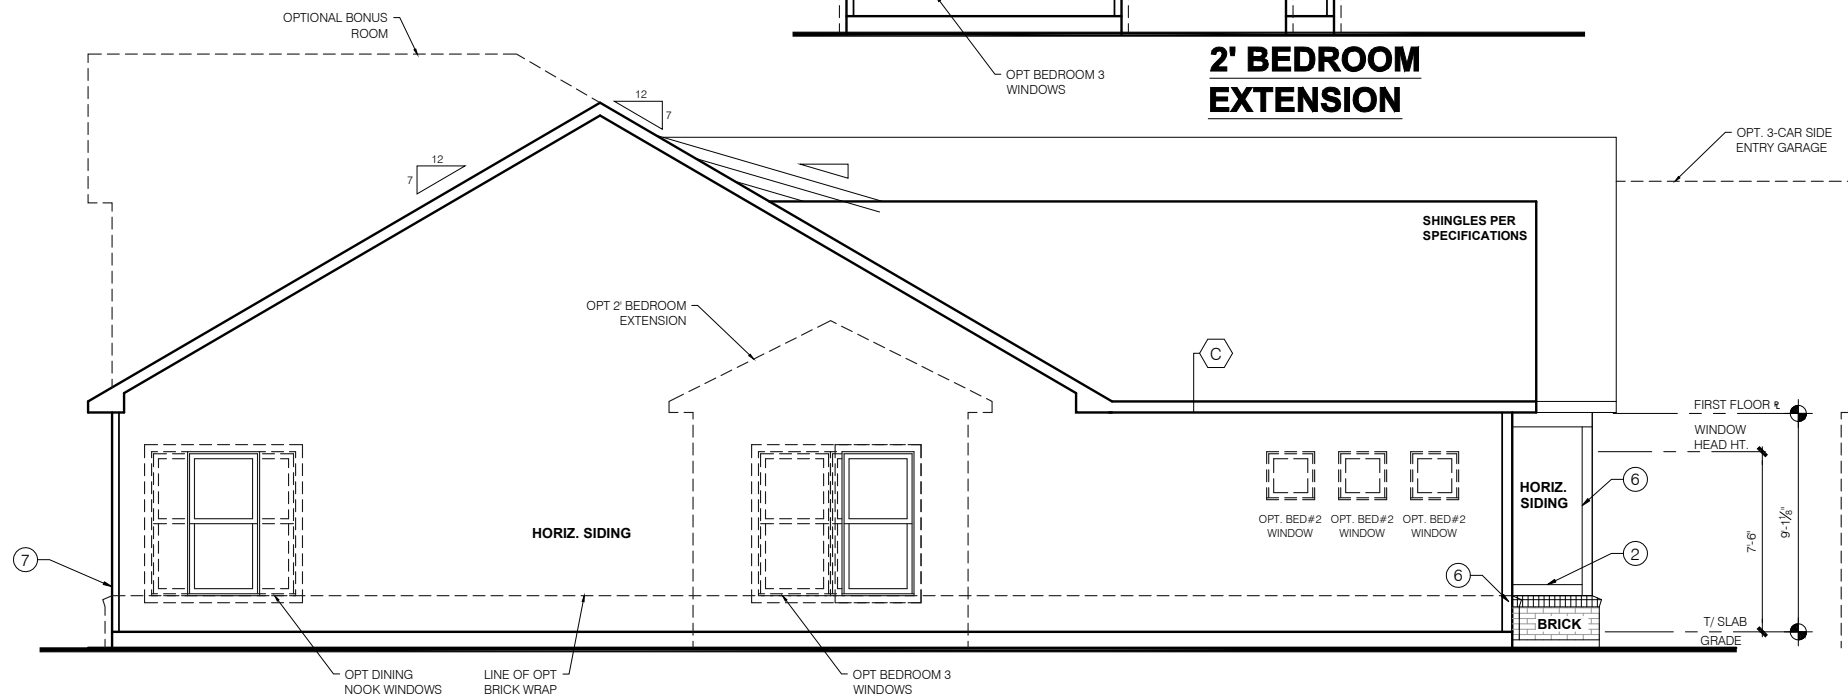 OPTIONAL BONUS
ROOM
OPT BEDROOM 3
WINDOWS
2' BEDROOM
EXTENSION
12
7
12
7
OPT. 3-CAR SIDE
ENTRY GARAGE
SHINGLES PER
SPECIFICATIONS
OPT 2' BEDROOM
EXTENSION
C
FIRST FLOOR ℄
WINDOW
HEAD HT.
6
HORIZ.
SIDING
OPT. BED#2
WINDOW
OPT. BED#2
WINDOW
OPT. BED#2
WINDOW
HORIZ. SIDING
7'-6"
9'-1⅛"
7
2
6
BRICK
T/ SLAB
GRADE
OPT DINING
NOOK WINDOWS
LINE OF OPT
BRICK WRAP
OPT BEDROOM 3
WINDOWS